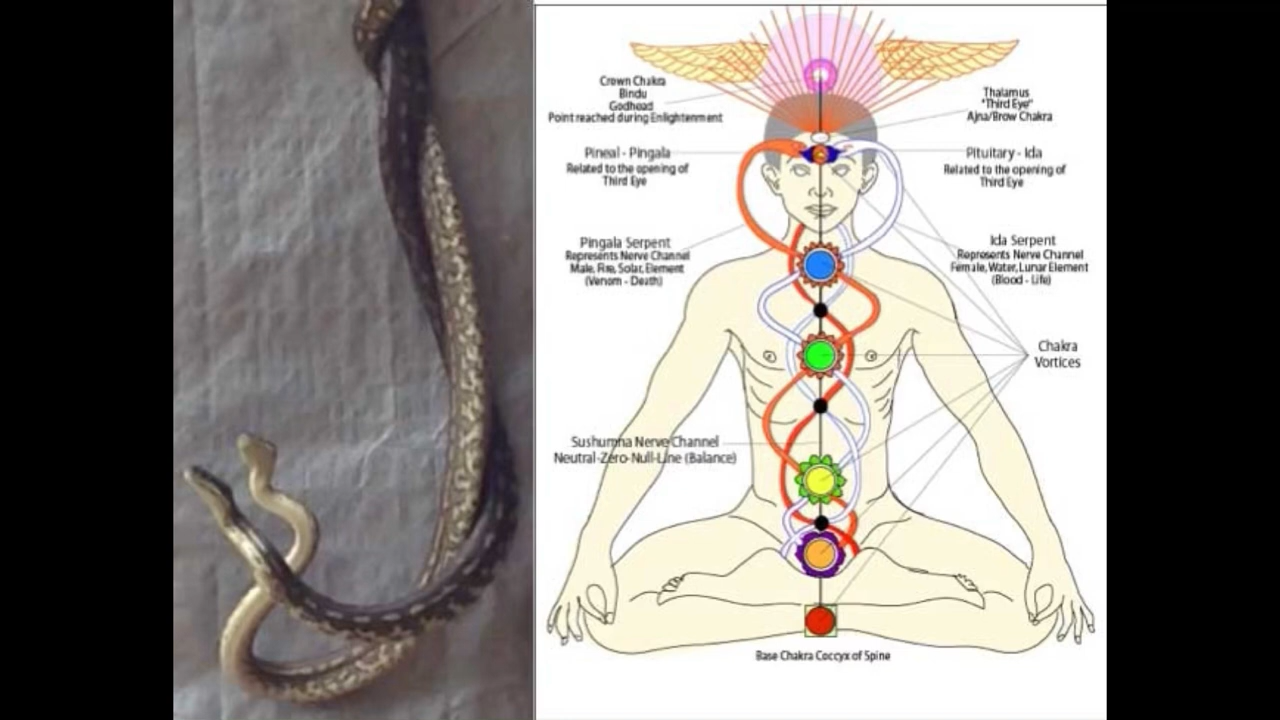 Crown Chakra
Bindu
Godhead
Point reached during Enlightenment
Thalamus
"Third Eye"
Ajna/Brow Chakra
Pineal - Pingala
Related to the opening of
Third Eye
Pituitary - Ida
Related to the opening of
Third Eye
Pingala Serpent
Represents Nerve Channel
Male, Fire, Solar, Element
(Venom - Death)
Ida Serpent
Represents Nerve Channel
Female, Water, Lunar Element
(Blood - Life)
Chakra
Vortices
Sushumna Nerve Channel
Neutral-Zero-Null-Line (Balance)
Base Chakra Coccyx of Spine